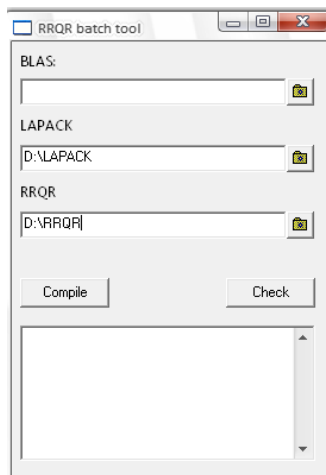 RRQR batch tool
BLAS:
LAPACK
D:\LAPACK
RRQR
D:\RRQR
Compile Check